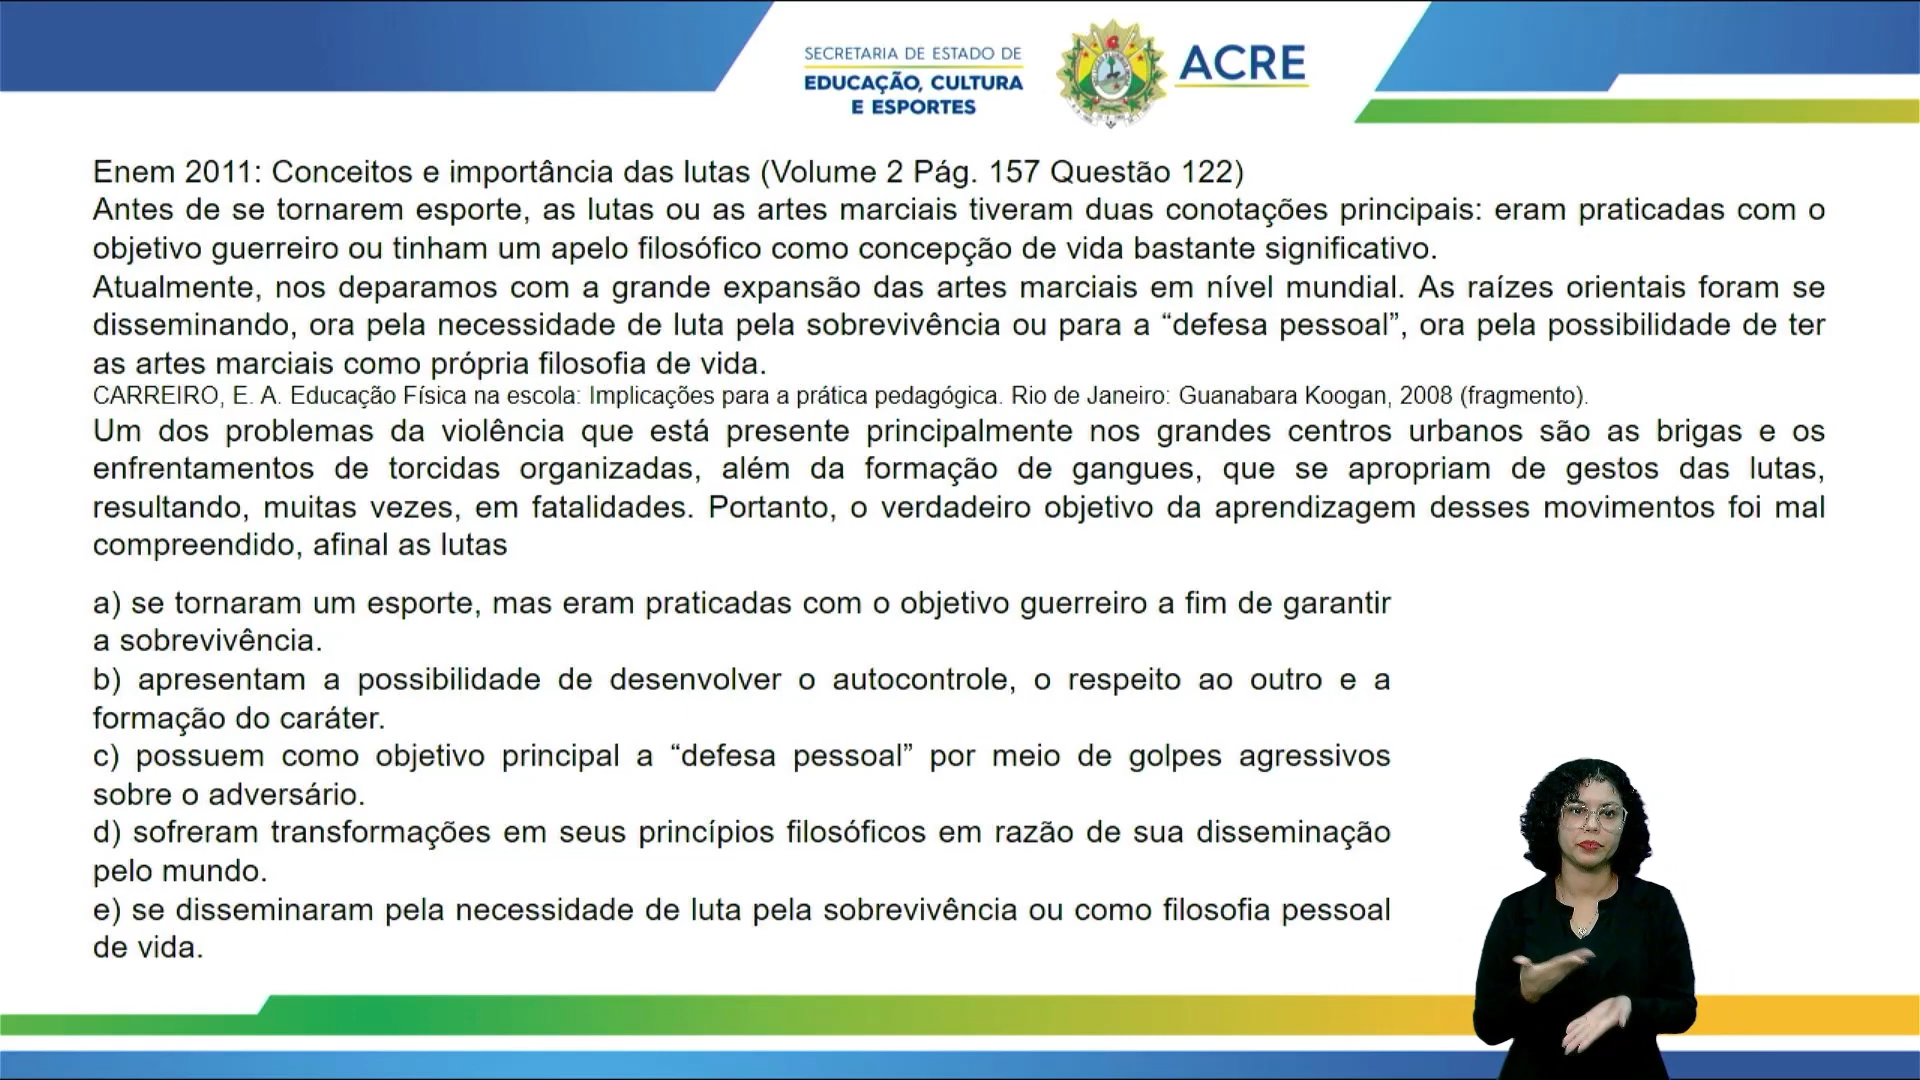 SECRETARIA DE ESTADO DE
EDUCAÇÃO, CULTURA
E ESPORTES
ACRE
Enem 2011: Conceitos e importância das lutas (Volume 2 Pág. 157 Questão 122)
Antes de se tornarem esporte, as lutas ou as artes marciais tiveram duas conotações principais: eram praticadas com o
objetivo guerreiro ou tinham um apelo filosófico como concepção de vida bastante significativo.
Atualmente, nos deparamos com a grande expansão das artes marciais em nível mundial. As raízes orientais foram se
disseminando, ora pela necessidade de luta pela sobrevivência ou para a “defesa pessoal”, ora pela possibilidade de ter
as artes marciais como própria filosofia de vida.
CARREIRO, E. A. Educação Física na escola: Implicações para a prática pedagógica. Rio de Janeiro: Guanabara Koogan, 2008 (fragmento).
Um dos problemas da violência que está presente principalmente nos grandes centros urbanos são as brigas e os
enfrentamentos de torcidas organizadas, além da formação de gangues, que se apropriam de gestos das lutas,
resultando, muitas vezes, em fatalidades. Portanto, o verdadeiro objetivo da aprendizagem desses movimentos foi mal
compreendido, afinal as lutas
a) se tornaram um esporte, mas eram praticadas com o objetivo guerreiro a fim de garantir
a sobrevivência.
b) apresentam a possibilidade de desenvolver o autocontrole, o respeito ao outro e a
formação do caráter.
c) possuem como objetivo principal a “defesa pessoal” por meio de golpes agressivos
sobre o adversário.
d) sofreram transformações em seus princípios filosóficos em razão de sua disseminação
pelo mundo.
e) se disseminaram pela necessidade de luta pela sobrevivência ou como filosofia pessoal
de vida.